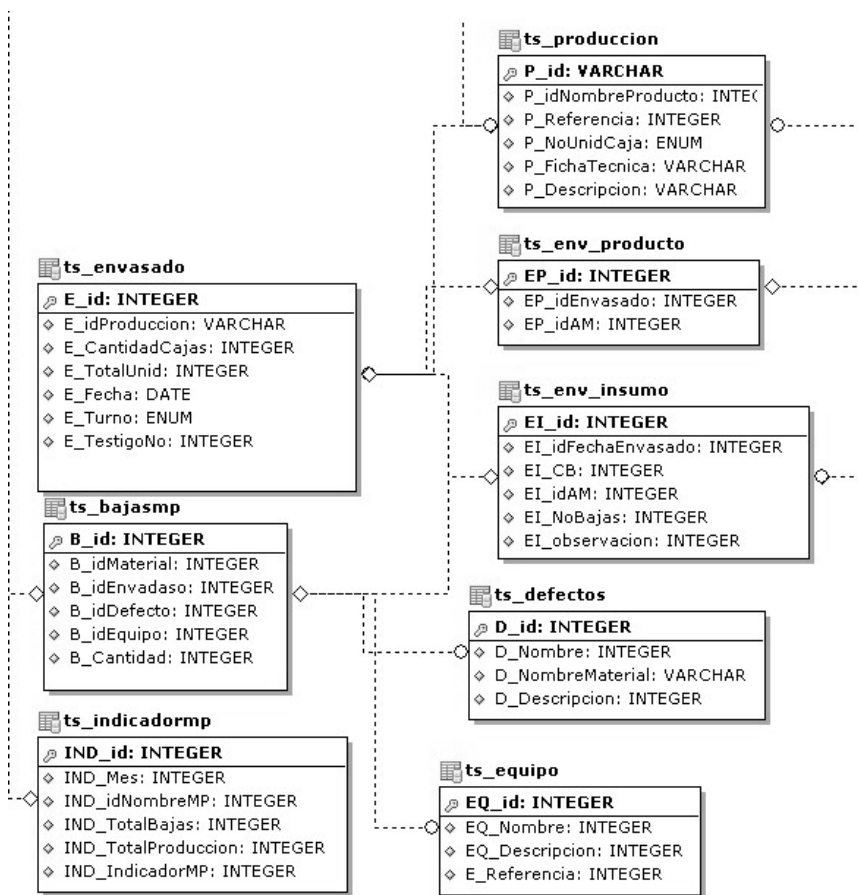 ts_produccion
P_id: VARCHAR
P_idNombreProducto: INTEC
P_Referencia: INTEGER
P_NoUnidCaja: ENUM
P_FichaTecnica: VARCHAR
P_Descripcion: VARCHAR
ts_env_producto
EP_id: INTEGER
EP_idEnvasado: INTEGER
EP_idAM: INTEGER
ts_envasado
E_id: INTEGER
E_idProduccion: VARCHAR
E_CantidadCajas: INTEGER
E_TotalUnid: INTEGER
E_Fecha: DATE
E_Turno: ENUM
E_TestigoNo: INTEGER
ts_env_insumo
EI_id: INTEGER
EI_idFechaEnvasado: INTEGER
EI_CB: INTEGER
EI_idAM: INTEGER
EI_NoBajas: INTEGER
EI_observacion: INTEGER
ts_bajasmp
B_id: INTEGER
B_idMaterial: INTEGER
B_idEnvadaso: INTEGER
B_idDefecto: INTEGER
B_idEquipo: INTEGER
B_Cantidad: INTEGER
ts_defectos
D_id: INTEGER
D_Nombre: INTEGER
D_NombreMaterial: VARCHAR
D_Descripcion: INTEGER
ts_indicadormp
IND_id: INTEGER
IND_Mes: INTEGER
IND_idNombreMP: INTEGER
IND_TotalBajas: INTEGER
IND_TotalProduccion: INTEGER
IND_IndicadorMP: INTEGER
ts_equipo
EQ_id: INTEGER
EQ_Nombre: INTEGER
EQ_Descripcion: INTEGER
E_Referencia: INTEGER